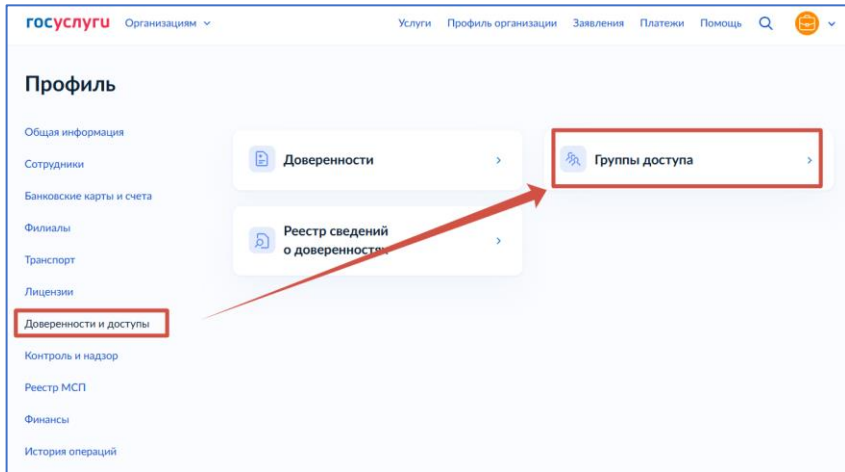 госуслуги Организациям Услуги Профиль организации Заявления Платежи Помощь
Профиль
Общая информация
Сотрудники
Банковские карты и счета
Филиалы
Транспорт
Лицензии
Доверенности и доступы
Контроль и надзор
Реестр МСП
Финансы
История операций
Доверенности
Группы доступа
Реестр сведений
о доверенностях